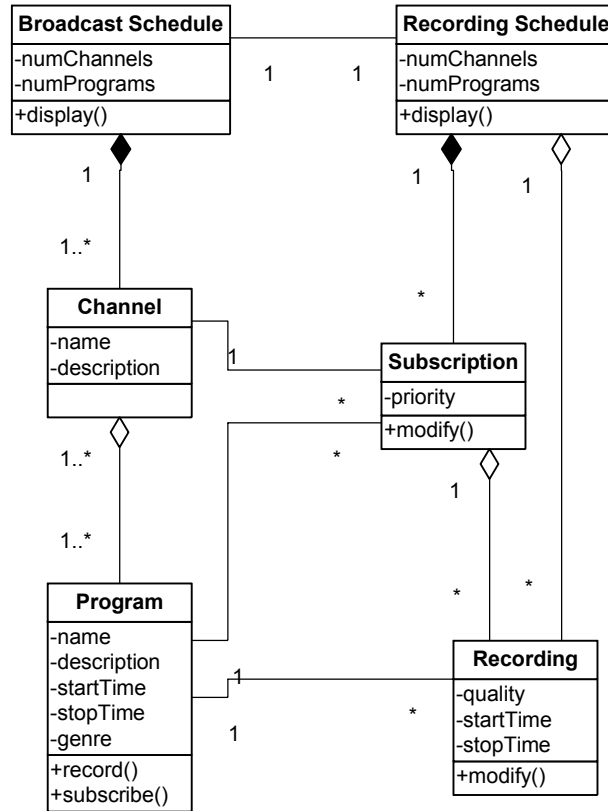 Broadcast Schedule
-numChannels
-numPrograms
+display()
Recording Schedule
-numChannels
-numPrograms
+display()
1
1
1
1
1
1..*
*
Channel
-name
-description
1
Subscription
-priority
+modify()
*
*
1..*
1
1..*
Program
-name
-description
-startTime
-stopTime
-genre
+record()
+subscribe()
*
*
Recording
-quality
-startTime
-stopTime
+modify()
1
1
*